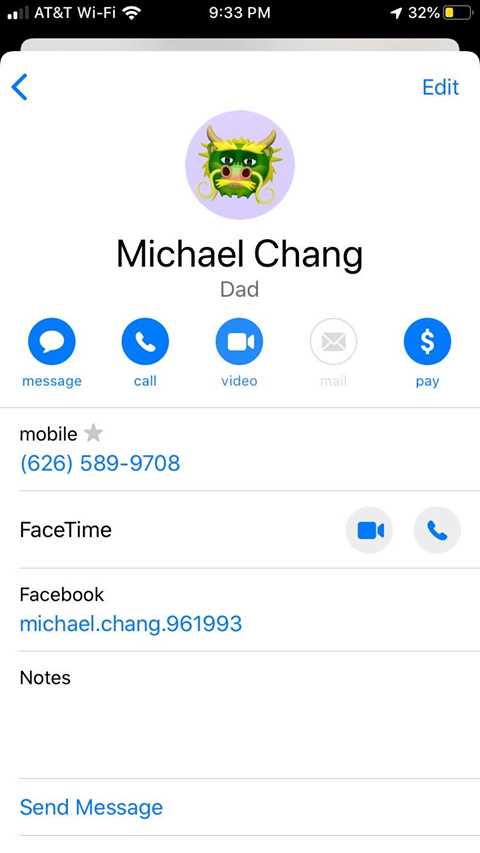 AT&T Wi-Fi 9:33 PM 32%
Edit
Michael Chang
Dad
message call video mail pay
mobile
(626) 589-9708
FaceTime
Facebook
michael.chang.961993
Notes
Send Message